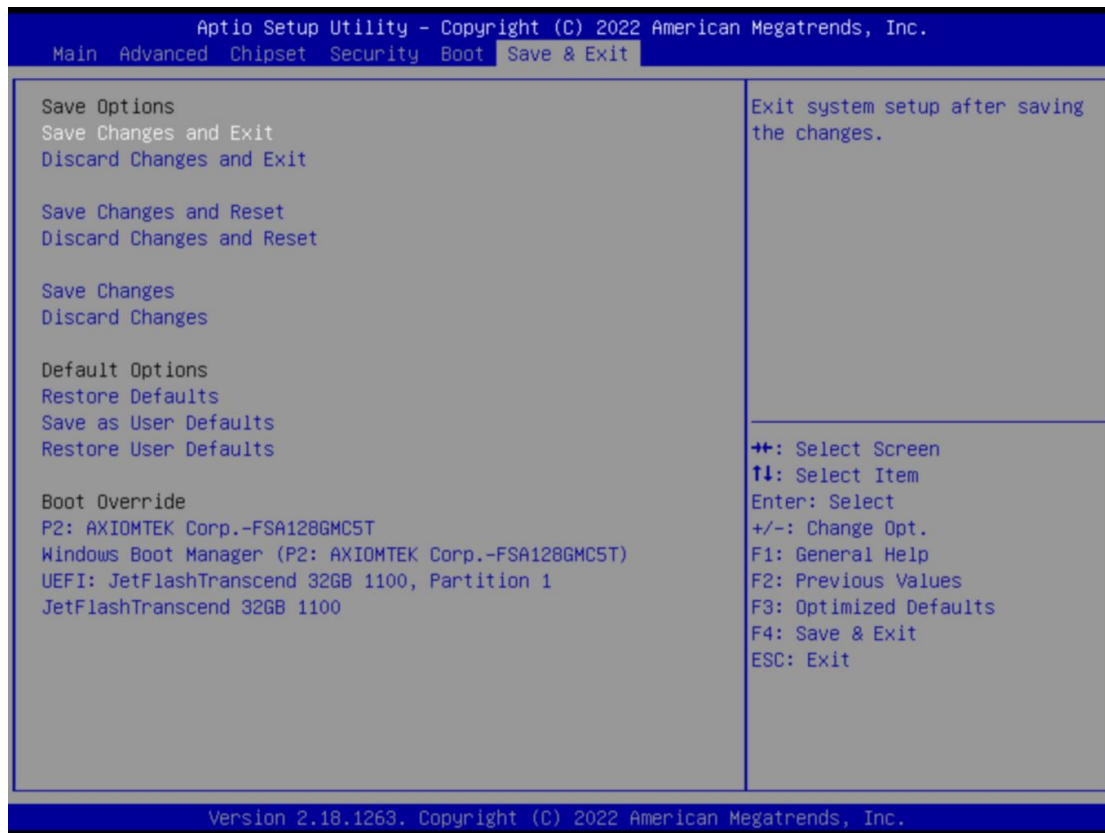 Aptio Setup Utility – Copyright (C) 2022 American Megatrends, Inc.
Main Advanced Chipset Security Boot Save & Exit
Save Options
Save Changes and Exit
Discard Changes and Exit
Save Changes and Reset
Discard Changes and Reset
Save Changes
Discard Changes
Default Options
Restore Defaults
Save as User Defaults
Restore User Defaults
Boot Override
P2: AXIOMTEK Corp.-FSA128GMC5T
Windows Boot Manager (P2: AXIOMTEK Corp.-FSA128GMC5T)
UEFI: JetFlashTranscend 32GB 1100, Partition 1
JetFlashTranscend 32GB 1100
Exit system setup after saving
the changes.
→←: Select Screen
↑↓: Select Item
Enter: Select
+/-: Change Opt.
F1: General Help
F2: Previous Values
F3: Optimized Defaults
F4: Save & Exit
ESC: Exit
Version 2.18.1263. Copyright (C) 2022 American Megatrends, Inc.